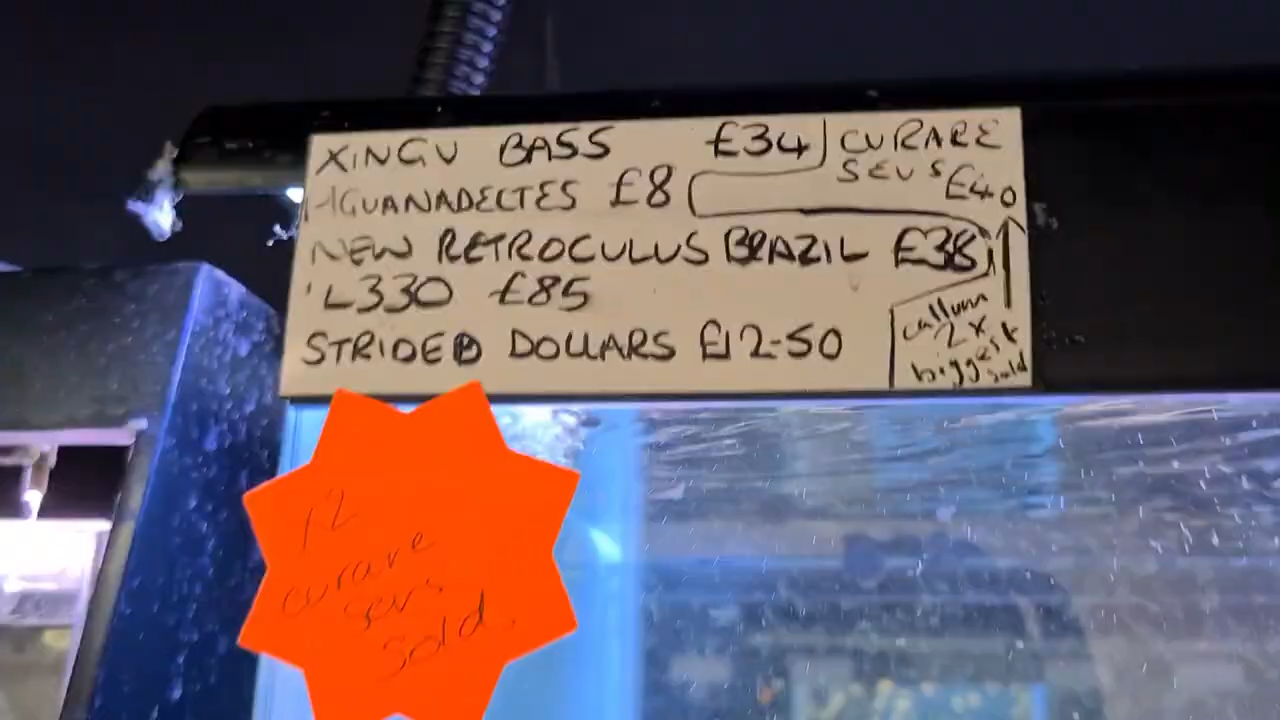 XINGU BASS £34
CURARE
SEVS £40
IGUANADECTES £8
NEW RETROCULUS BRAZIL £38
L330 £85
STRIDED DOLLARS £12-50
callum
2x
biggest
sold
12
curare
sevs
sold